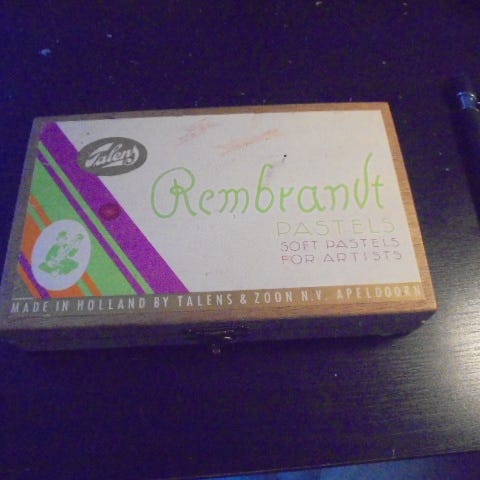 Talens
Rembrandt
PASTELS
SOFT PASTELS
FOR ARTISTS
MADE IN HOLLAND BY TALENS & ZOON N.V. APELDOORN